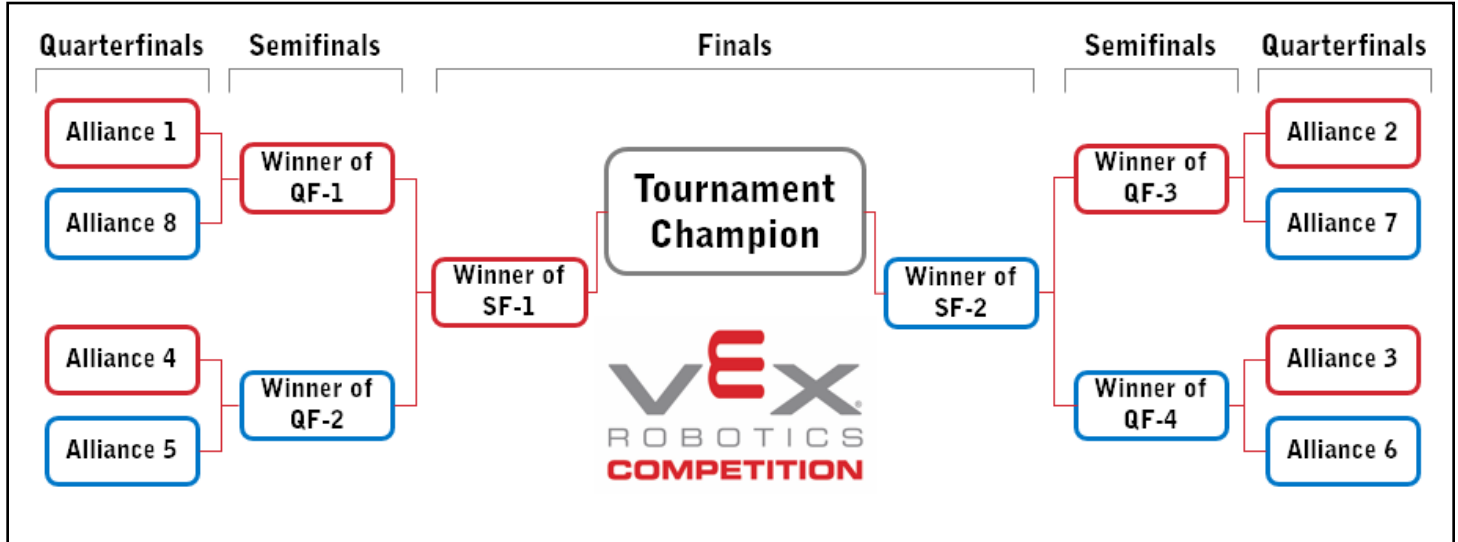 Quarterfinals
Semifinals
Finals
Semifinals
Quarterfinals
Alliance 1
Alliance 8
Alliance 4
Alliance 5
Winner of
QF-1
Winner of
QF-2
Winner of
SF-1
Tournament
Champion
VEX
ROBOTICS
COMPETITION
Winner of
SF-2
Winner of
QF-3
Winner of
QF-4
Alliance 2
Alliance 7
Alliance 3
Alliance 6